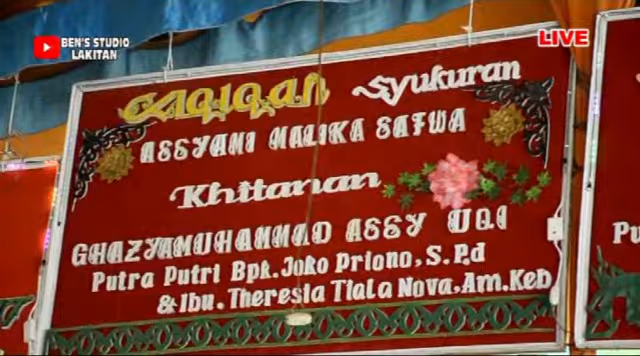 BEN'S STUDIO
LAKITAN
LIVE
AQIQAH Syukuran
ASSYAMI MALIKA SAFWA
Khitanan
GHAZYAMUHAMMAD ASSY UQI
Putra Putri Bpk. Joko Priono, S.Pd
& Ibu. Theresia Tiala Nova, Am.Keb
Pu